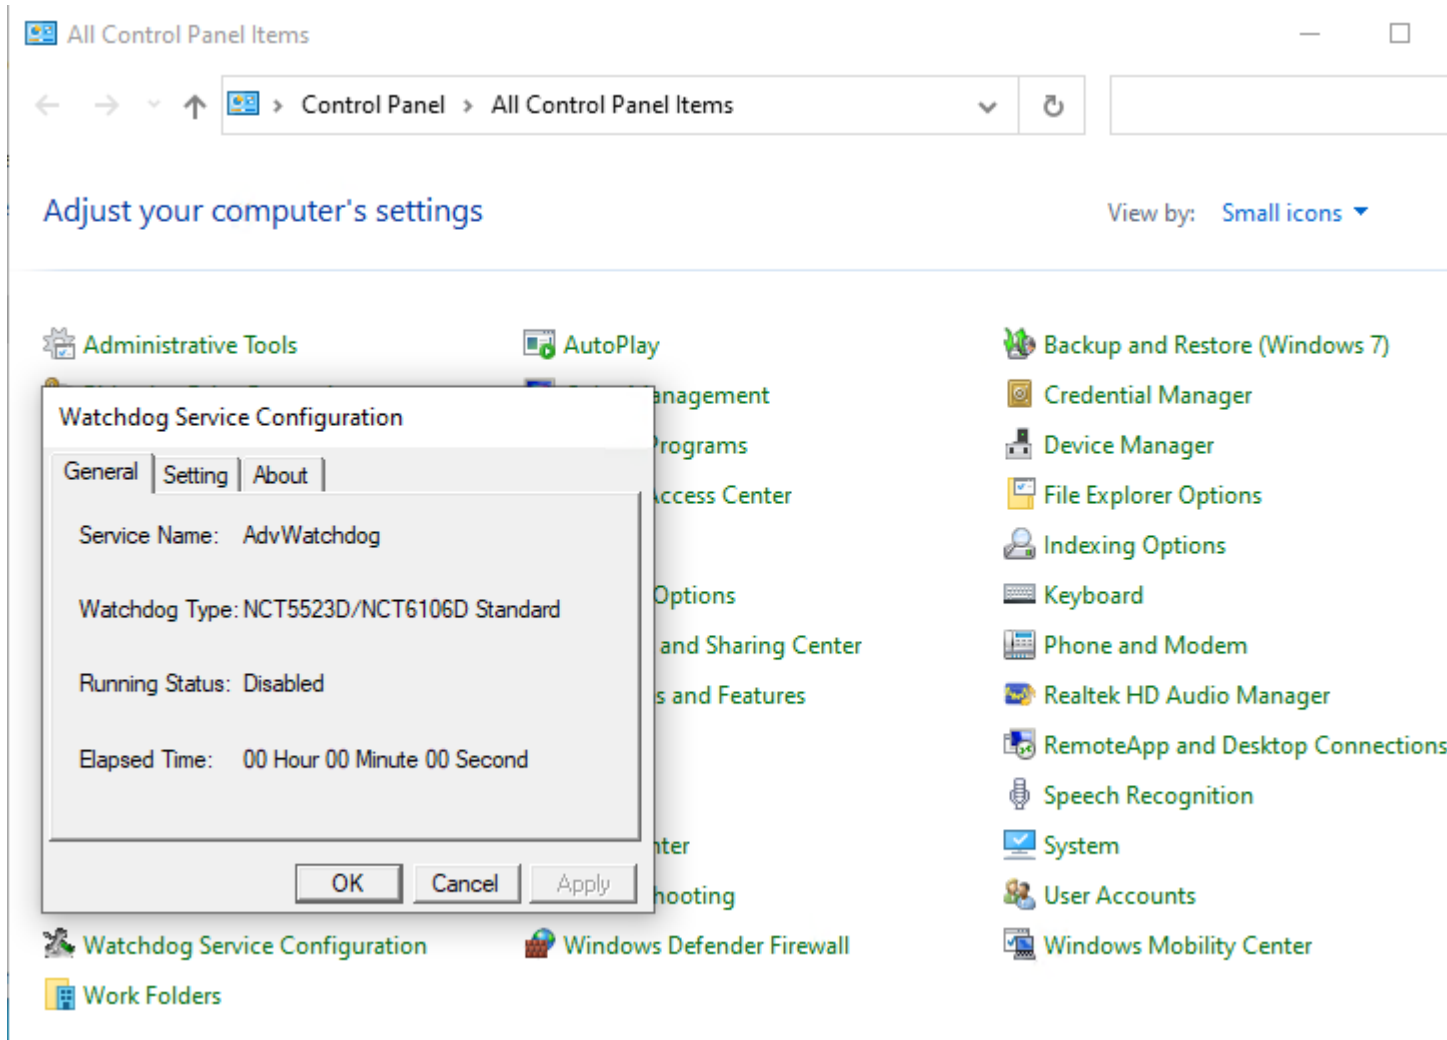 All Control Panel Items
Control Panel > All Control Panel Items
Adjust your computer's settings
View by: Small icons
Administrative Tools
AutoPlay
Backup and Restore (Windows 7)
Credential Manager
Programs
Device Manager
Access Center
File Explorer Options
Indexing Options
Options
Keyboard
and Sharing Center
Phone and Modem
s and Features
Realtek HD Audio Manager
RemoteApp and Desktop Connections
Speech Recognition
System
User Accounts
Watchdog Service Configuration
General
Setting
About
Service Name: AdvWatchdog
Watchdog Type: NCT5523D/NCT6106D Standard
Running Status: Disabled
Elapsed Time: 00 Hour 00 Minute 00 Second
OK
Cancel
Apply
Watchdog Service Configuration
Windows Defender Firewall
Windows Mobility Center
Work Folders